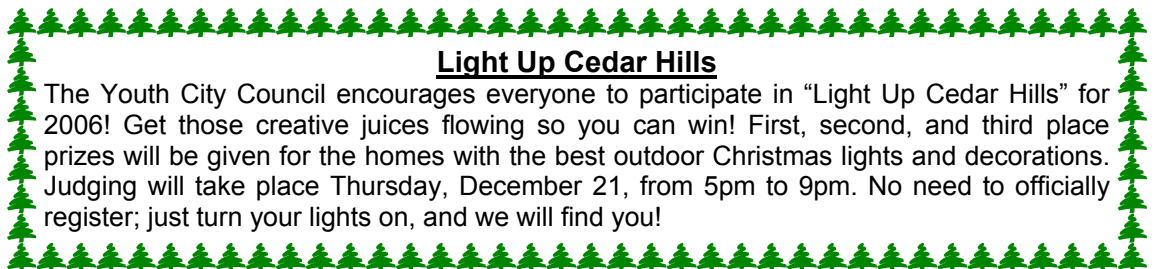 Light Up Cedar Hills
The Youth City Council encourages everyone to participate in “Light Up Cedar Hills” for
2006! Get those creative juices flowing so you can win! First, second, and third place
prizes will be given for the homes with the best outdoor Christmas lights and decorations.
Judging will take place Thursday, December 21, from 5pm to 9pm. No need to officially
register; just turn your lights on, and we will find you!